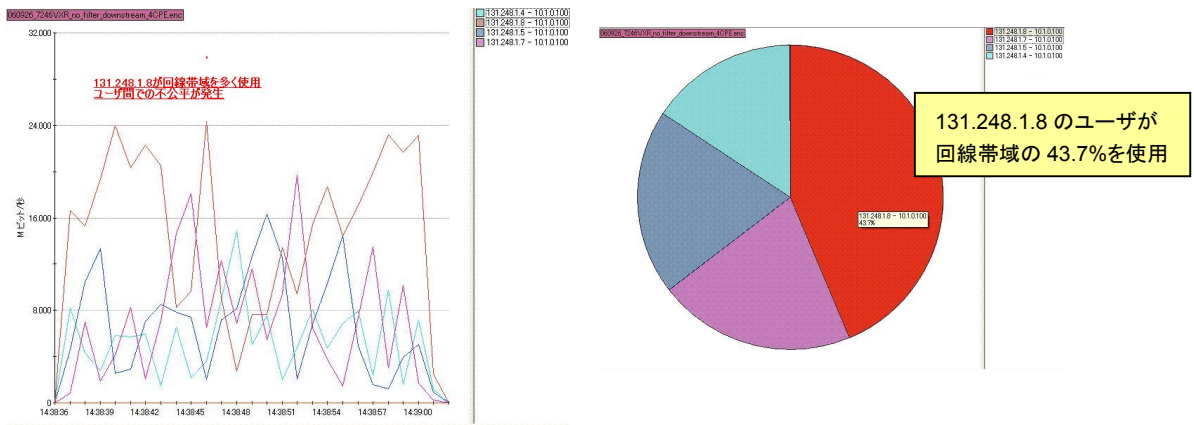 060926_7246VXR_no_filter_downstream_4CPE.enc
32.000
24.000
16.000
8.000
0
Mビット/秒
131.248.1.8が回線帯域を多く使用
ユーザ間での不公平が発生
14:38:36 14:38:39 14:38:42 14:38:45 14:38:48 14:38:51 14:38:54 14:38:57 14:39:00
131.248.1.4 - 10.1.0.100
131.248.1.8 - 10.1.0.100
131.248.1.5 - 10.1.0.100
131.248.1.7 - 10.1.0.100
060926_7246VXR_no_filter_downstream_4CPE.enc
131.248.1.8 - 10.1.0.100
131.248.1.7 - 10.1.0.100
131.248.1.5 - 10.1.0.100
131.248.1.4 - 10.1.0.100
131.248.1.8 のユーザが
回線帯域の 43.7%を使用
131.248.1.8 - 10.1.0.100
43.7%